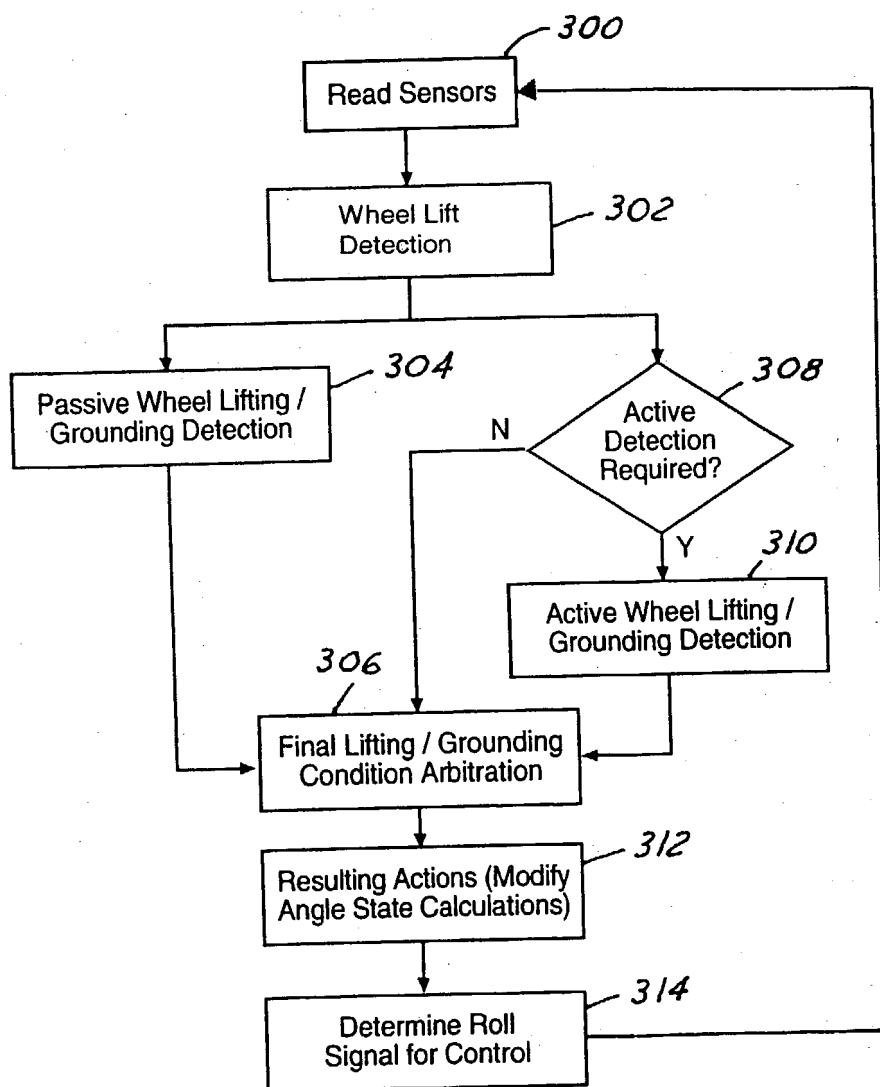 300
Read Sensors
302
Wheel Lift
Detection
304
Passive Wheel Lifting /
Grounding Detection
308
Active
Detection
Required?
N
Y
310
Active Wheel Lifting /
Grounding Detection
306
Final Lifting / Grounding
Condition Arbitration
312
Resulting Actions (Modify
Angle State Calculations)
314
Determine Roll
Signal for Control